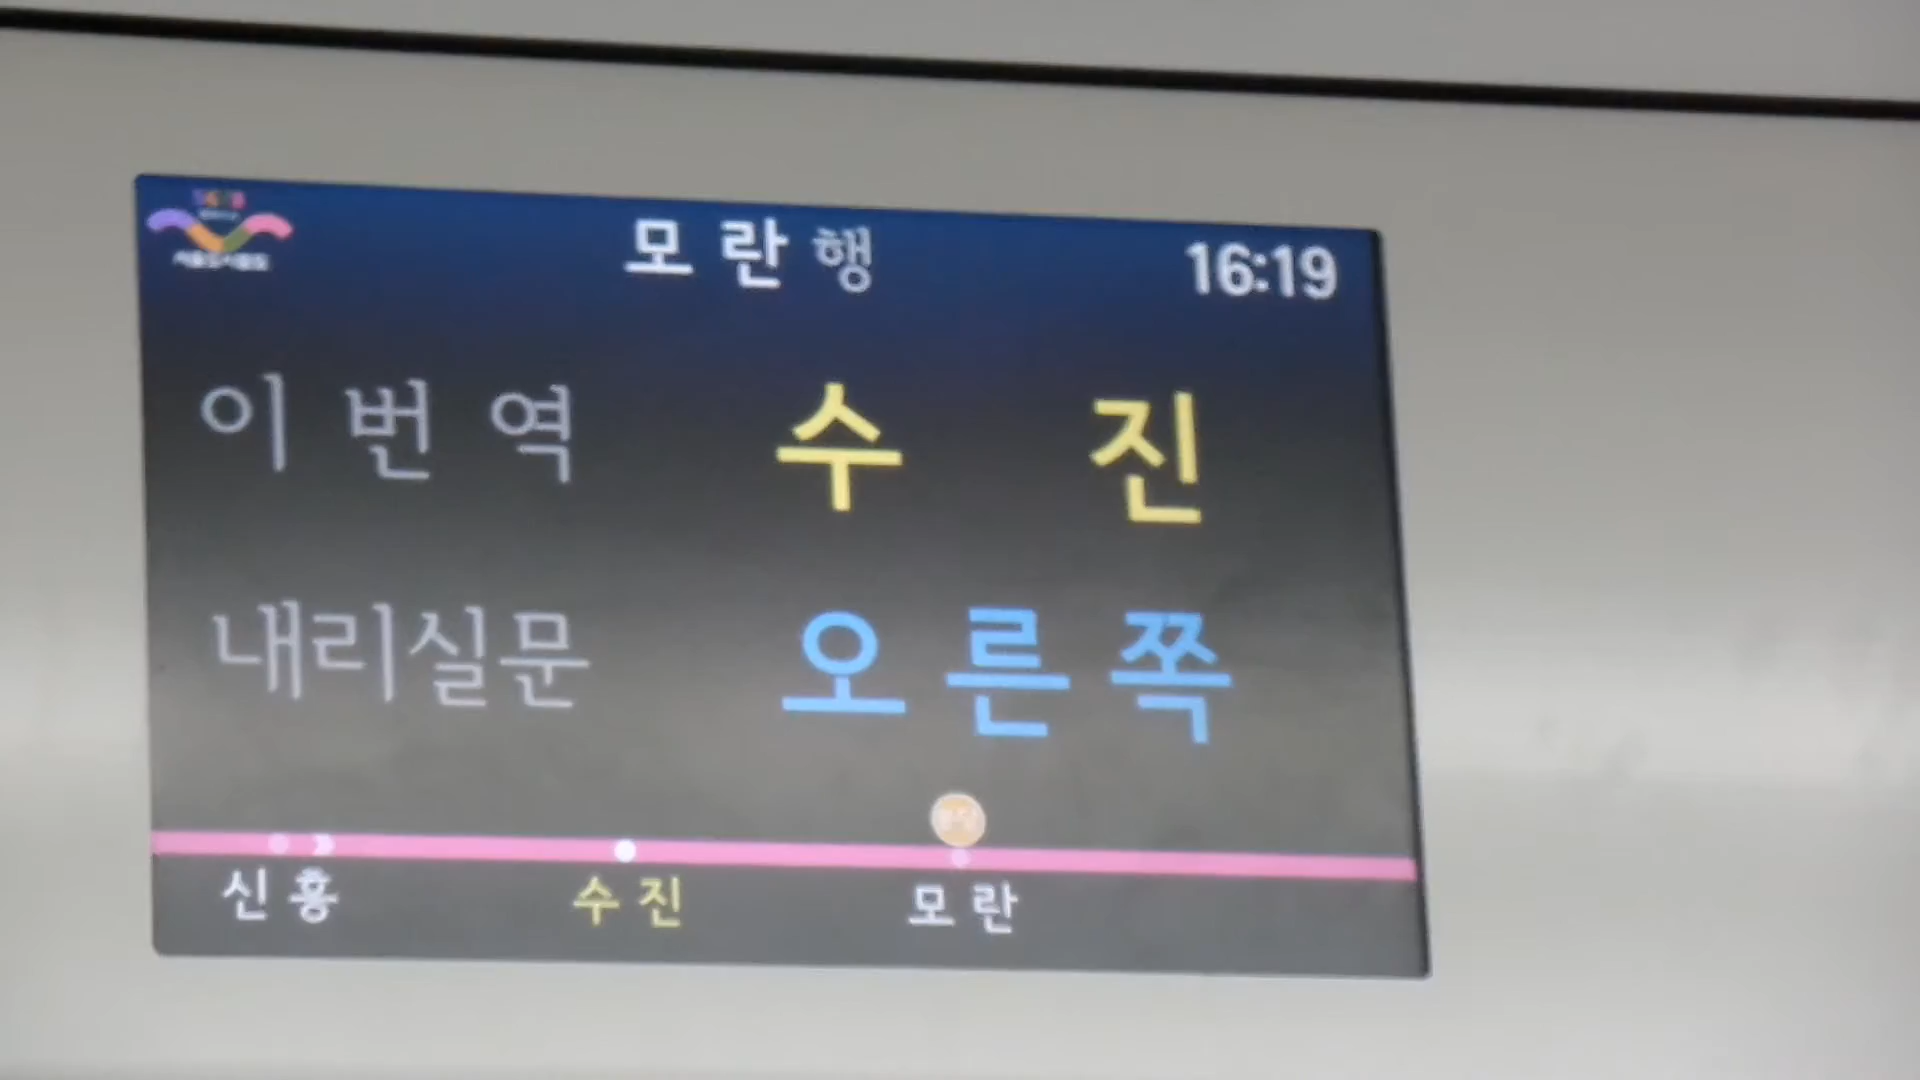 모란행
16:19
이번역 수진
내리실문 오른쪽
신흥 수진 모란